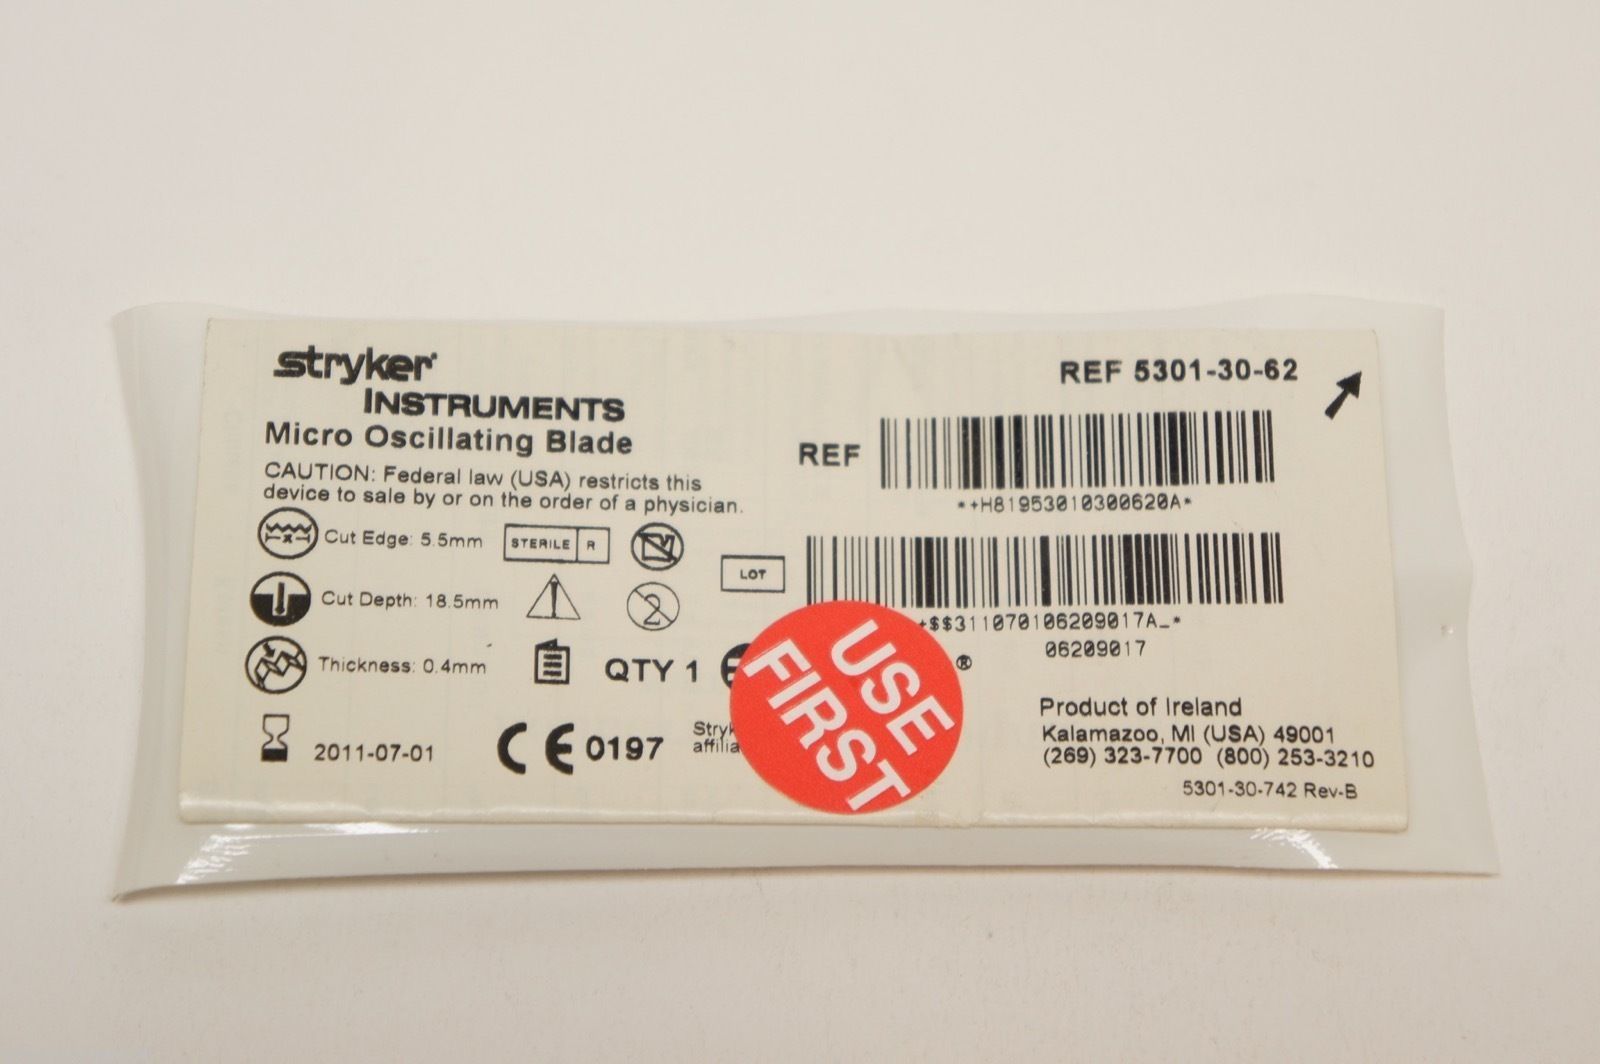 stryker
INSTRUMENTS
Micro Oscillating Blade
CAUTION: Federal law (USA) restricts this
device to sale by or on the order of a physician.
Cut Edge: 5.5mm
STERILE R
Cut Depth: 18.5mm
2
Thickness: 0.4mm
QTY 1
2011-07-01
CE 0197
REF 5301-30-62
REF
*+H81953010300620A*
LOT
+$$311070106209017A_*
06209017
®
USE
FIRST
Product of Ireland
Kalamazoo, MI (USA) 49001
(269) 323-7700 (800) 253-3210
5301-30-742 Rev-B